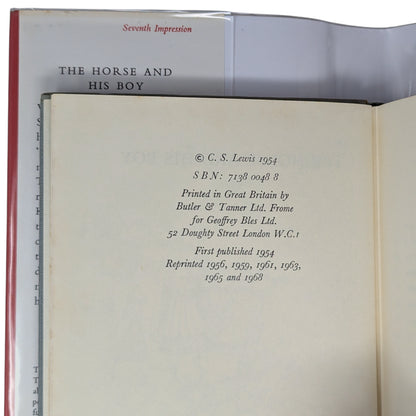 Seventh Impression
THE HORSE AND
HIS BOY
© C. S. Lewis 1954
SBN: 7138 0048 8
Printed in Great Britain by
Butler & Tanner Ltd. Frome
for Geoffrey Bles Ltd.
52 Doughty Street London W.C.1
First published 1954
Reprinted 1956, 1959, 1961, 1963,
1965 and 1968